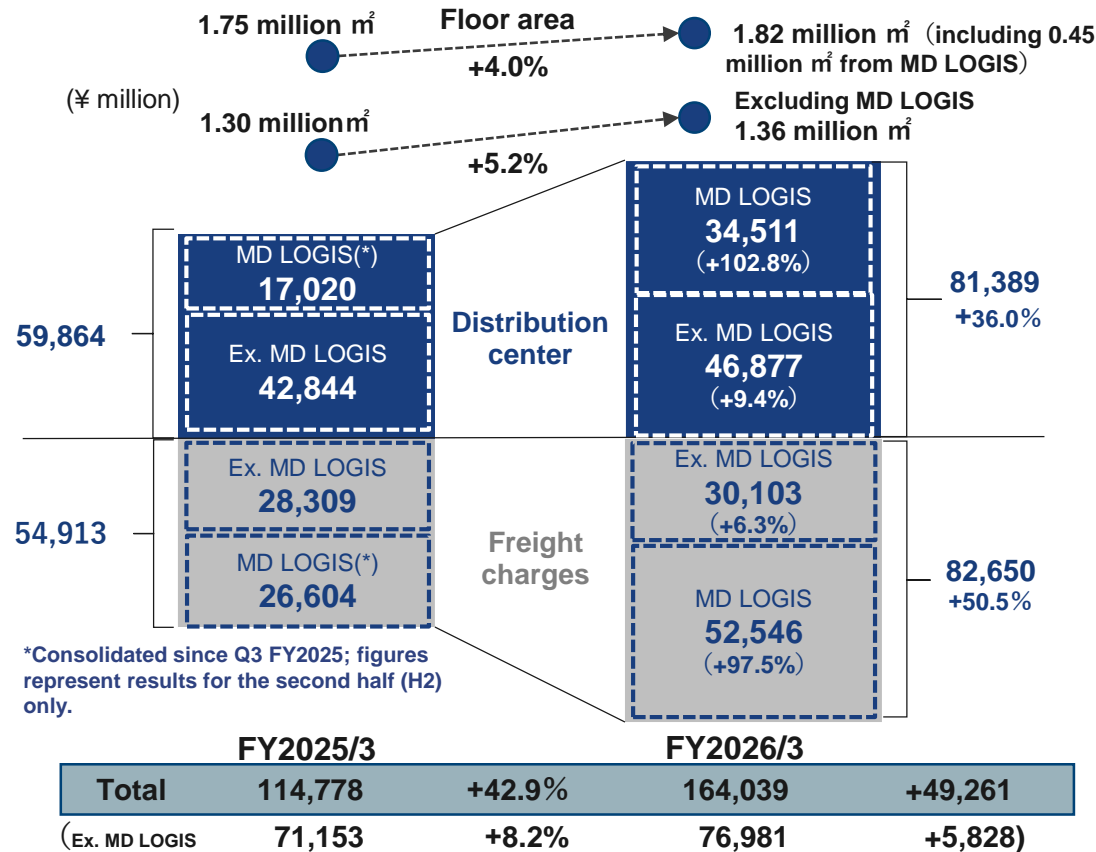 1.75 million ㎡
Floor area
+4.0%
1.82 million ㎡（including 0.45
million ㎡ from MD LOGIS）
(¥ million)
1.30 million㎡
+5.2%
Excluding MD LOGIS
1.36 million ㎡
MD LOGIS(*)
17,020
Ex. MD LOGIS
42,844
59,864
Distribution
center
MD LOGIS
34,511
（+102.8%）
Ex. MD LOGIS
46,877
（+9.4%）
81,389
+36.0%
Ex. MD LOGIS
28,309
MD LOGIS(*)
26,604
54,913
Freight
charges
Ex. MD LOGIS
30,103
（+6.3%）
MD LOGIS
52,546
（+97.5%）
82,650
+50.5%
*Consolidated since Q3 FY2025; figures
represent results for the second half (H2)
only.
FY2025/3 FY2026/3
Total 114,778 +42.9% 164,039 +49,261
（Ex. MD LOGIS 71,153 +8.2% 76,981 +5,828）